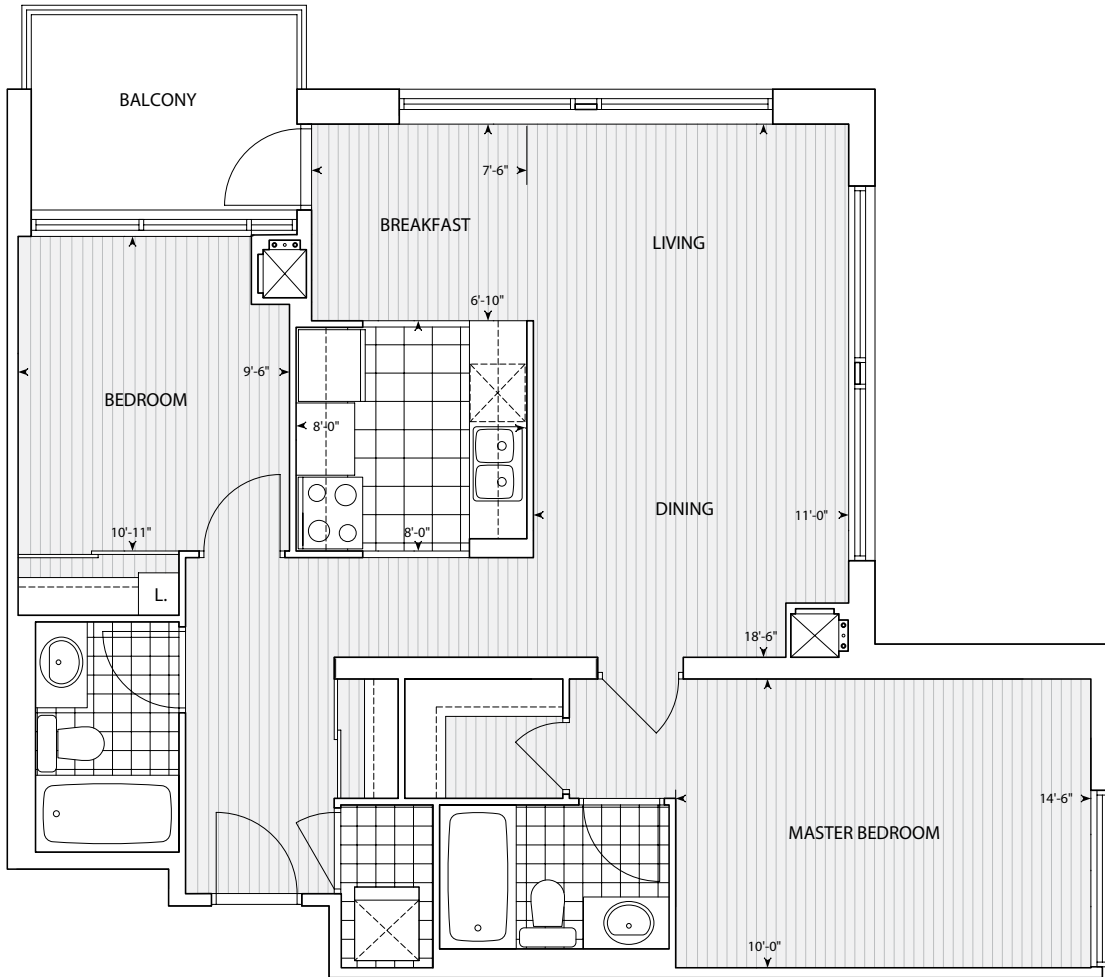 BALCONY
7'-6"
BREAKFAST
LIVING
6'-10"
9'-6"
BEDROOM
8'-0"
DINING
11'-0"
10'-11"
8'-0"
L.
18'-6"
14'-6"
MASTER BEDROOM
10'-0"